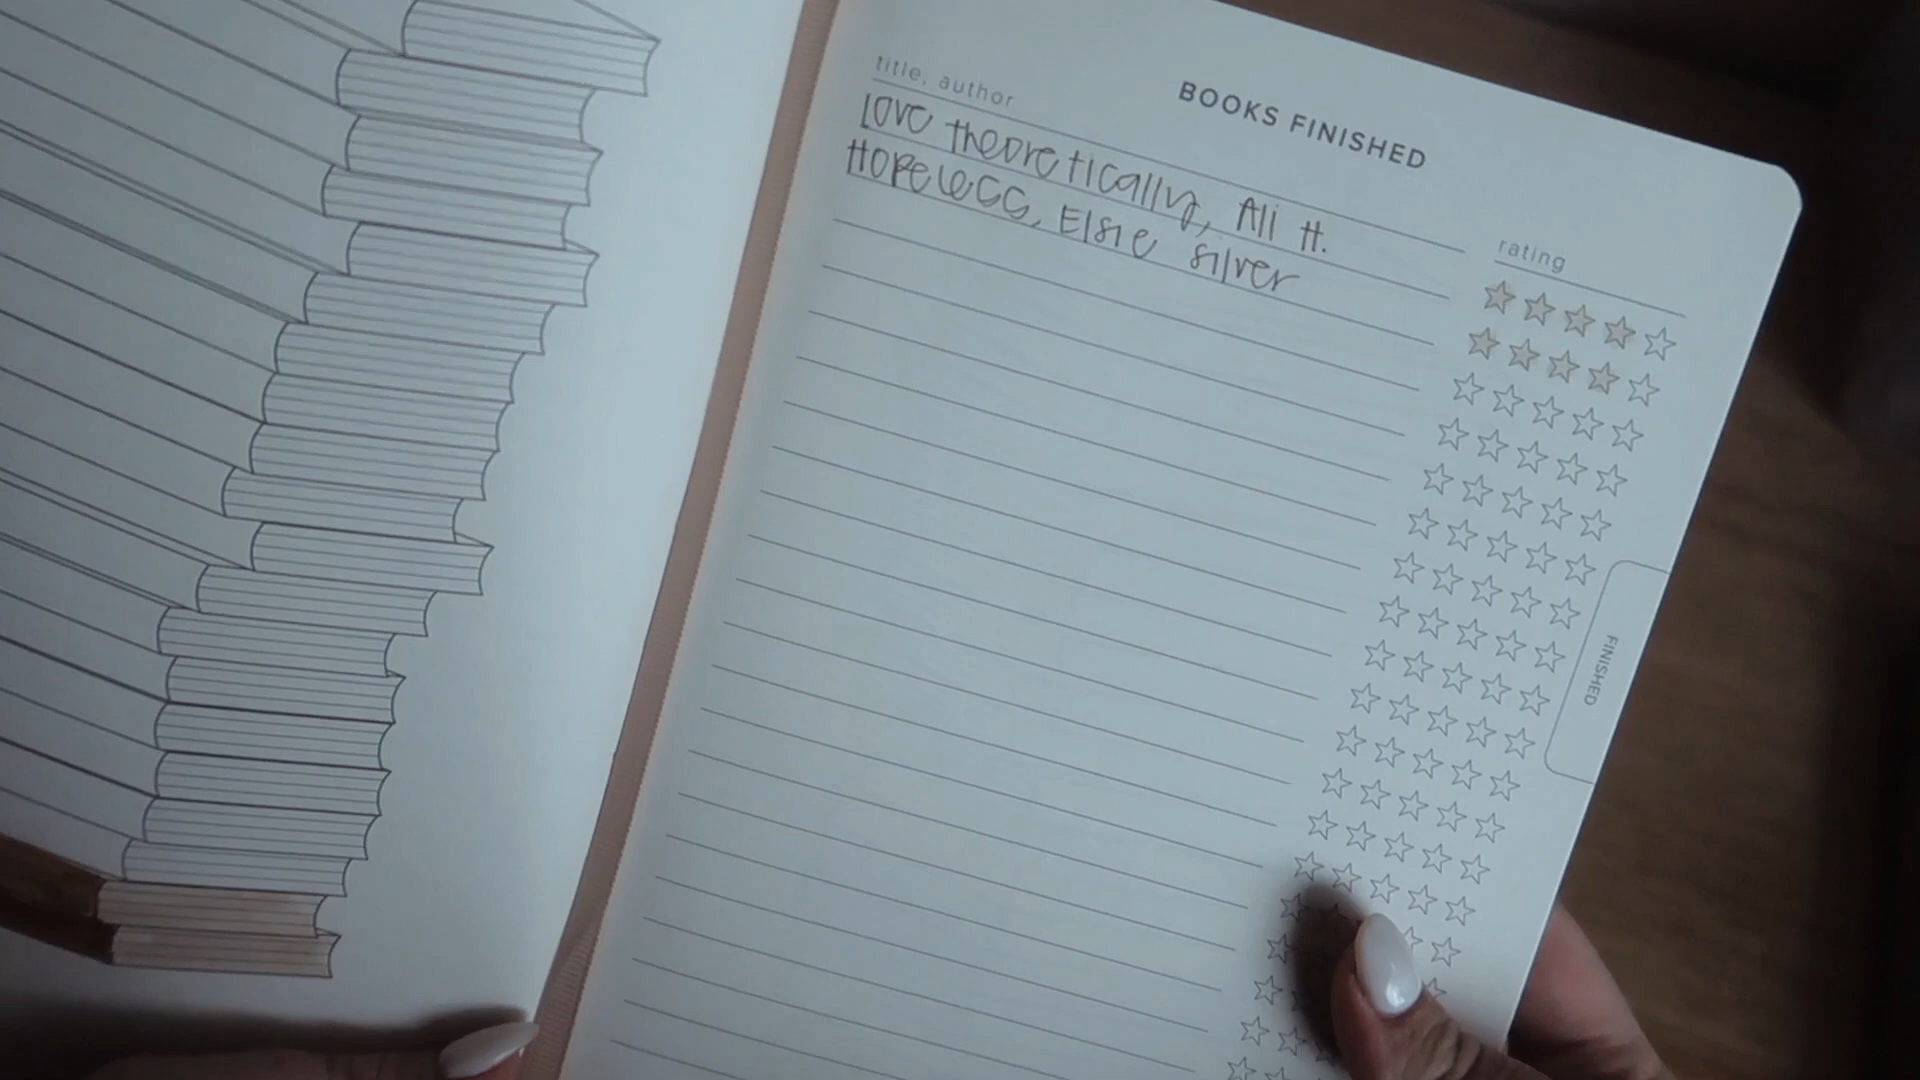 BOOKS FINISHED
title, author
rating
Love theoretically, Ali H.
Hopeless, Elsie Silver
FINISHED